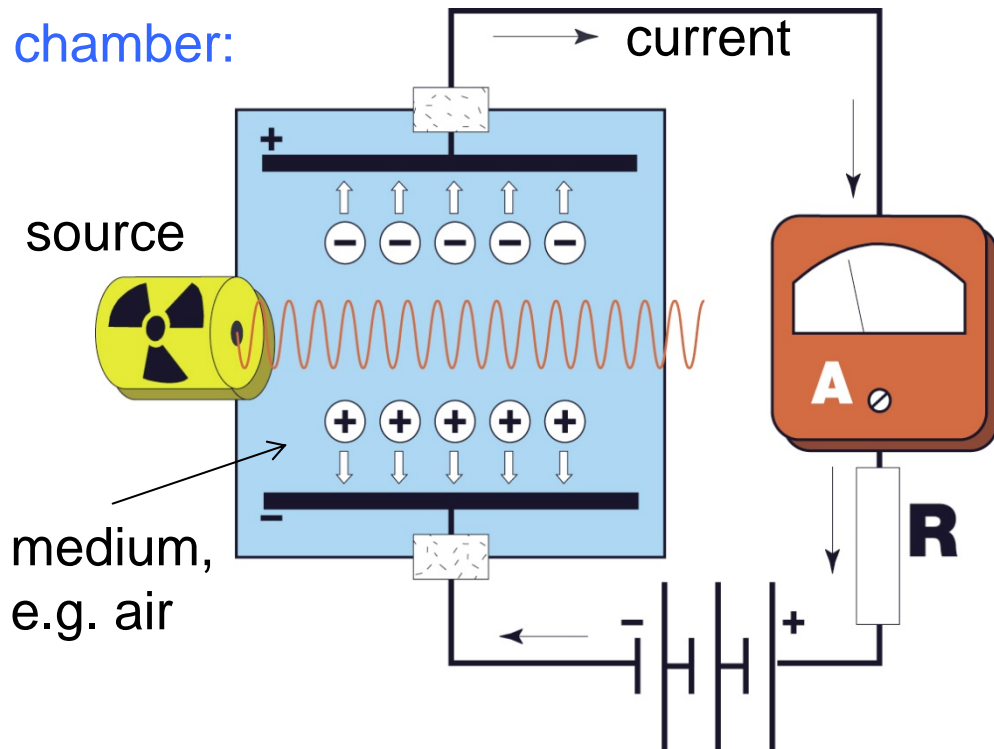 chamber:
current
+
source
− − − − −
A
+ + + + +
−
medium,
e.g. air
R
− +